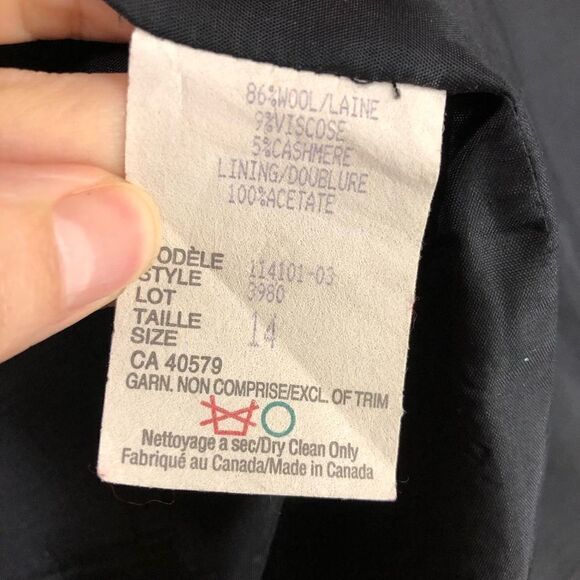 86%WOOL/LAINE
9%VISCOSE
5%CASHMERE
LINING/DOUBLURE
100%ACETATE
MODÈLE
STYLE 114101-03
LOT 3980
TAILLE
SIZE 14
CA 40579
GARN. NON COMPRISE/EXCL. OF TRIM
Nettoyage a sec/Dry Clean Only
Fabriqué au Canada/Made in Canada